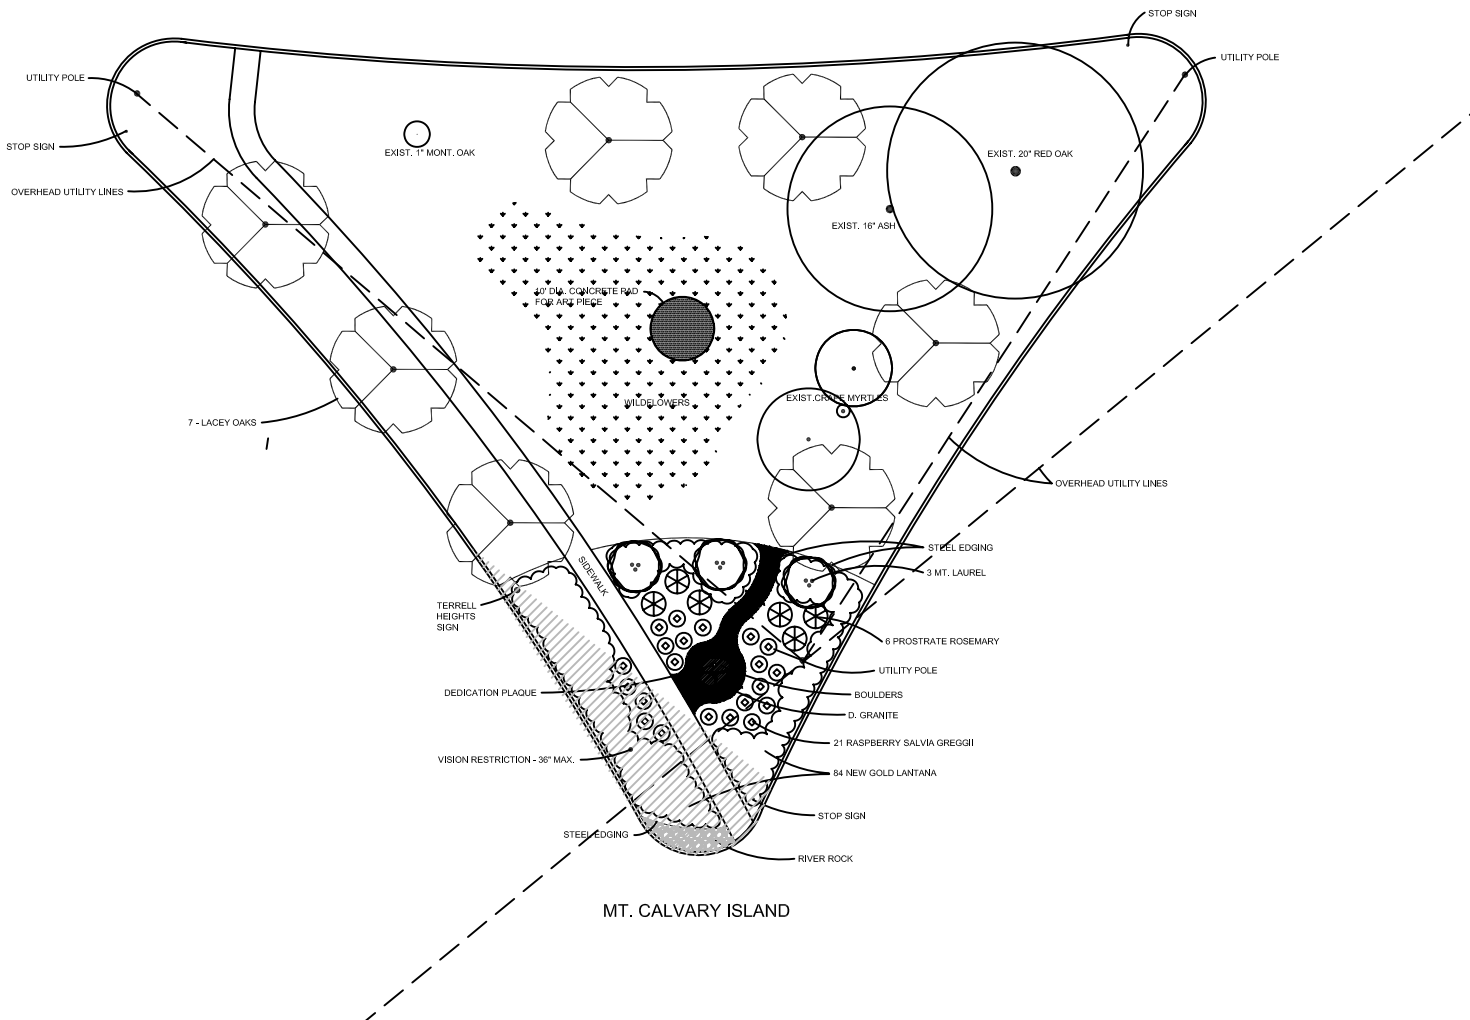 STOP SIGN
UTILITY POLE
UTILITY POLE
STOP SIGN
EXIST. 1" MONT. OAK
EXIST. 20" RED OAK
OVERHEAD UTILITY LINES
EXIST. 16" ASH
10' DIA. CONCRETE PAD
FOR ART PIECE
EXIST.CRAPE MYRTLES
WILDFLOWERS
7 - LACEY OAKS
OVERHEAD UTILITY LINES
STEEL EDGING
SIDEWALK
3 MT. LAUREL
TERRELL
HEIGHTS
SIGN
6 PROSTRATE ROSEMARY
UTILITY POLE
DEDICATION PLAQUE
BOULDERS
D. GRANITE
21 RASPBERRY SALVIA GREGGII
VISION RESTRICTION - 36" MAX.
84 NEW GOLD LANTANA
STOP SIGN
STEEL EDGING
RIVER ROCK
MT. CALVARY ISLAND